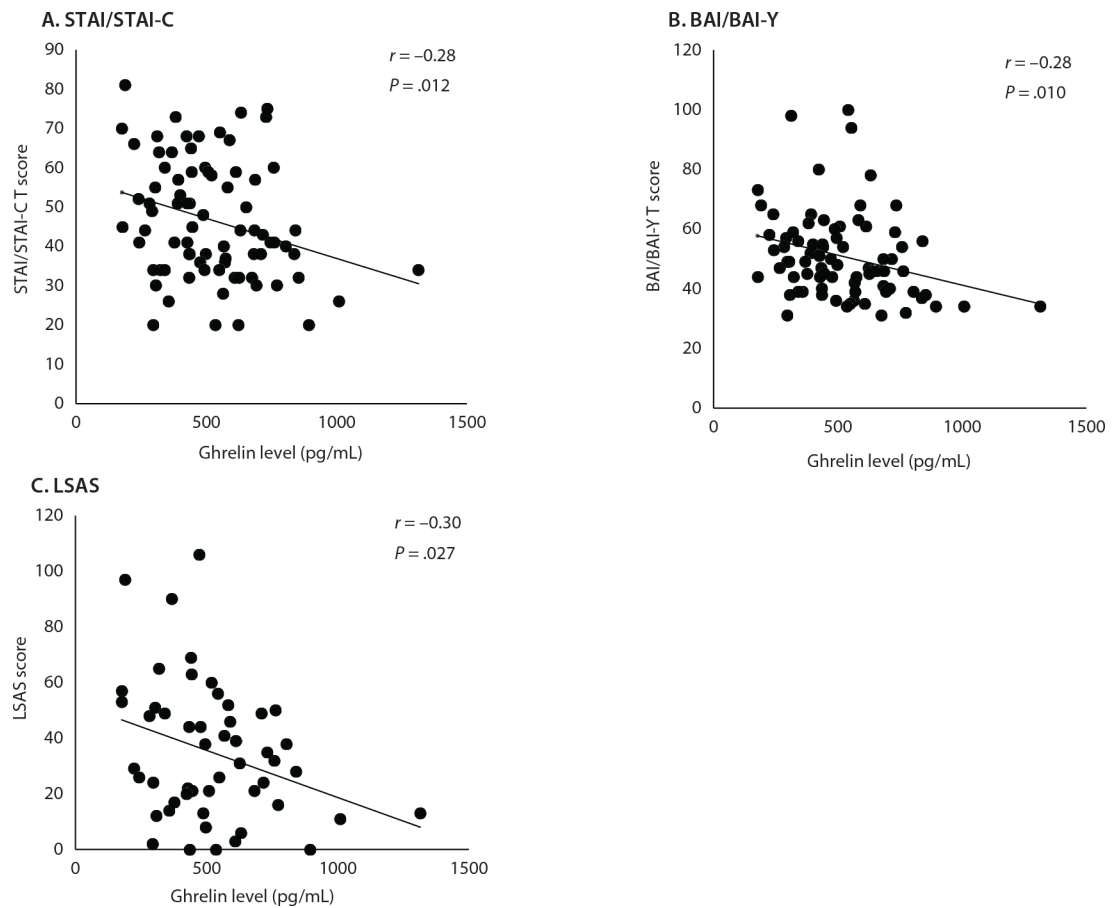 A. STAI/STAI-C
r = –0.28
P = .012
90
80
70
60
50
40
30
20
10
0
STAI/STAI-C T score
0 500 1000 1500
Ghrelin level (pg/mL)
B. BAI/BAI-Y
r = –0.28
P = .010
120
100
80
60
40
20
0
BAI/BAI-Y T score
0 500 1000 1500
Ghrelin level (pg/mL)
C. LSAS
r = –0.30
P = .027
120
100
80
60
40
20
0
LSAS score
0 500 1000 1500
Ghrelin level (pg/mL)